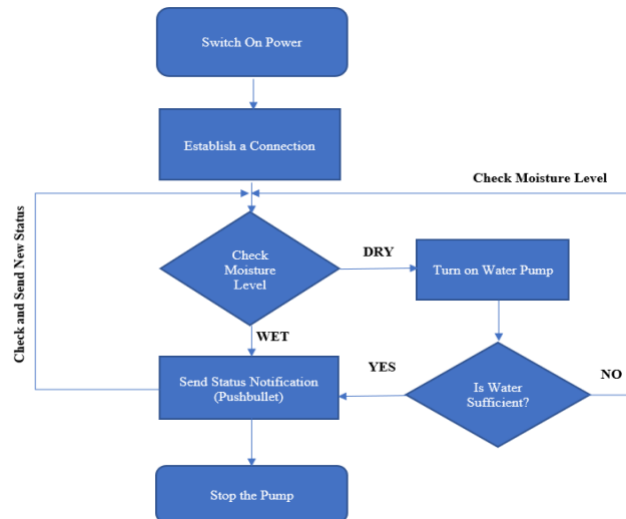 Switch On Power
Establish a Connection
Check Moisture Level
Check and Send New Status
Check
Moisture
Level
DRY
Turn on Water Pump
WET
YES
Send Status Notification
(Pushbullet)
Is Water
Sufficient?
NO
Stop the Pump